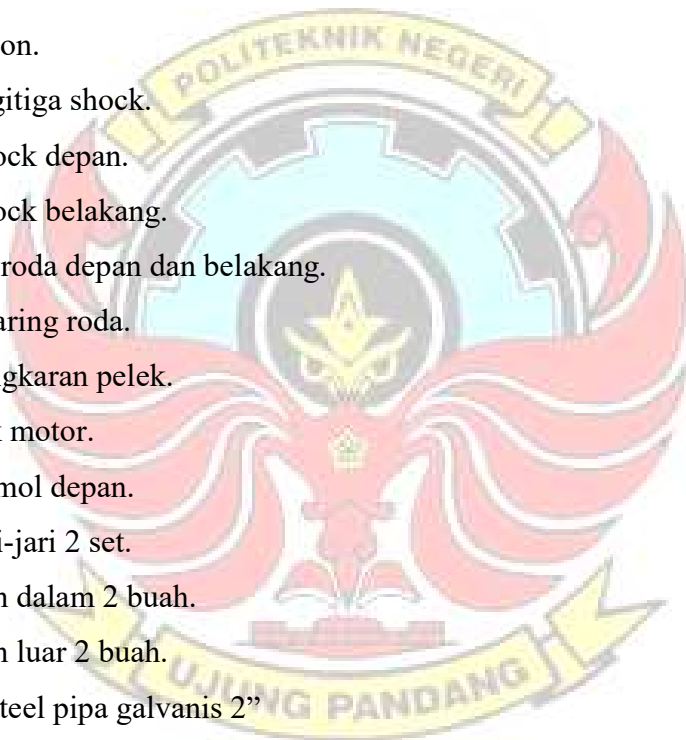 on.
gitiga shock.
POLITEKNIK NEGERI
ock depan.
ock belakang.
roda depan dan belakang.
aring roda.
ngkaran pelek.
motor.
mol depan.
i-jari 2 set.
n dalam 2 buah.
n luar 2 buah.
teel pipa galvanis 2”
UJUNG PANDANG